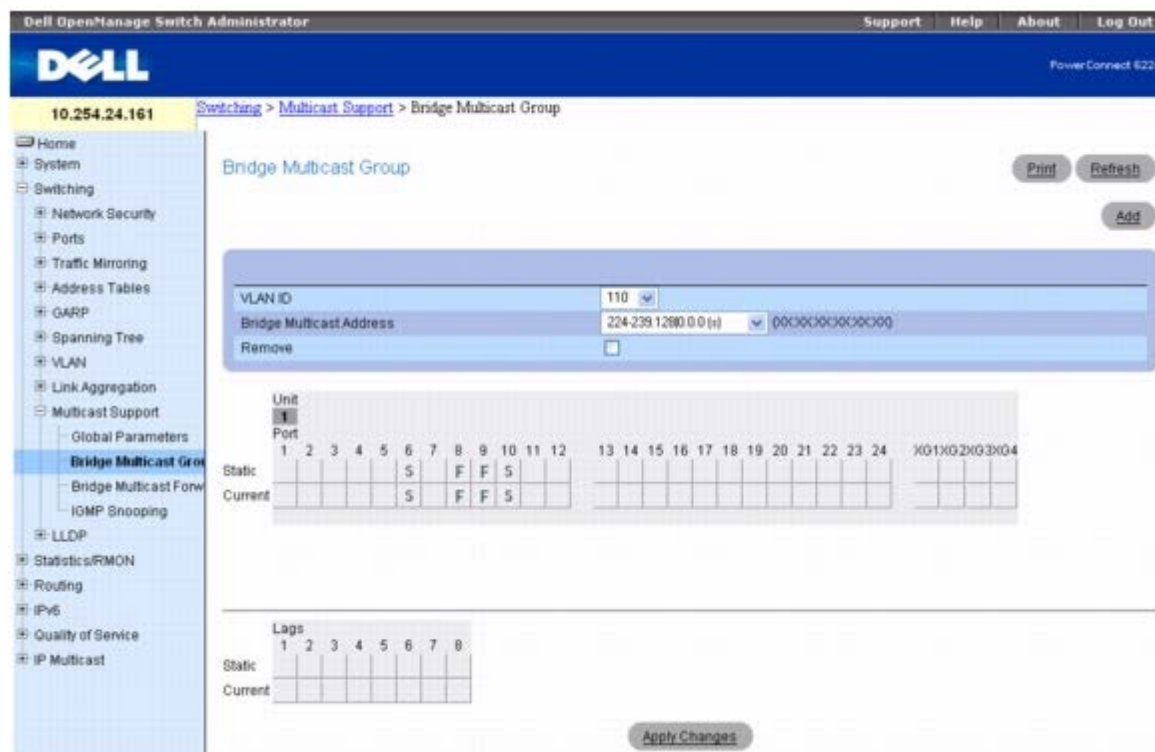 Dell OpenManage Switch Administrator Support Help About Log Out
DELL
PowerConnect 622
10.254.24.161
Switching > Multicast Support > Bridge Multicast Group
Home
System
Switching
Network Security
Ports
Traffic Mirroring
Address Tables
GARP
Spanning Tree
VLAN
Link Aggregation
Multicast Support
Global Parameters
Bridge Multicast Grou
Bridge Multicast Forw
IGMP Snooping
LLDP
Statistics/RMON
Routing
IPv6
Quality of Service
IP Multicast
Bridge Multicast Group
Print Refresh
Add
VLAN ID 110
Bridge Multicast Address
Remove
Unit
1
Port
1 2 3 4 5 6 7 8 9 10 11 12 13 14 15 16 17 18 19 20 21 22 23 24 XG1 XG2 XG3 XG4
Static S F F S
Current S F F S
Lags
1 2 3 4 5 6 7 8
Static
Current
Apply Changes